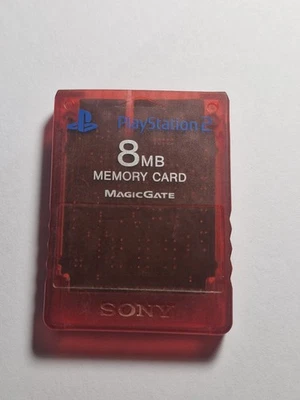 PlayStation 2
8MB
MEMORY CARD
MAGICGATE
SONY